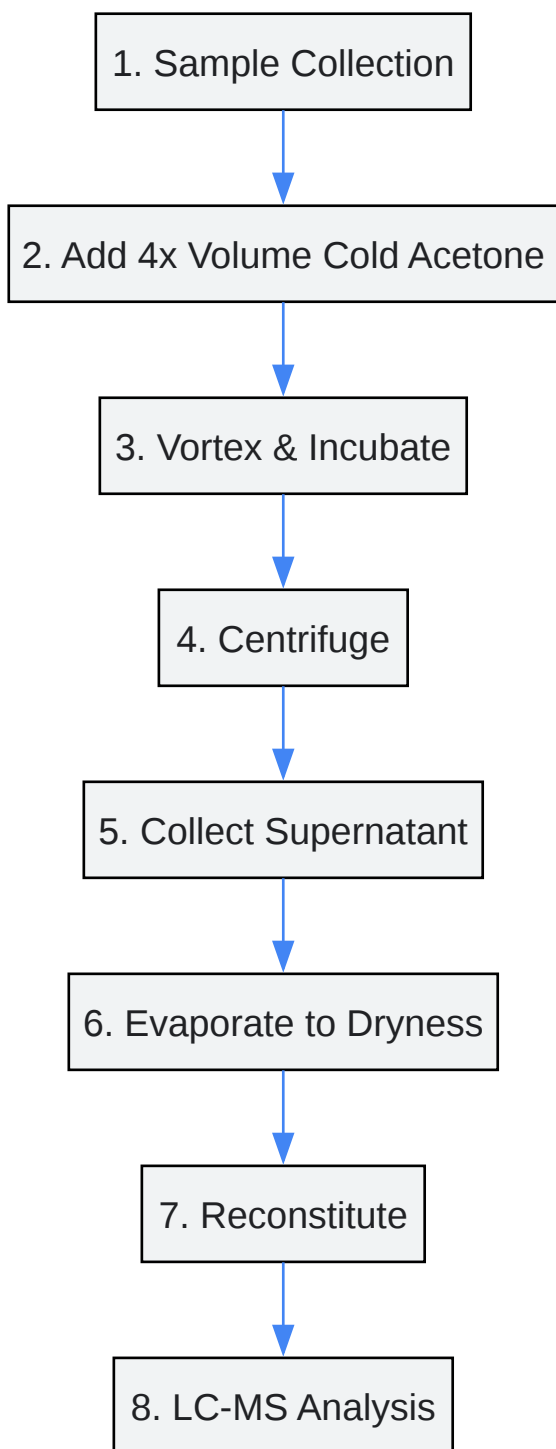 1. Sample Collection
2. Add 4x Volume Cold Acetone
3. Vortex & Incubate
4. Centrifuge
5. Collect Supernatant
6. Evaporate to Dryness
7. Reconstitute
8. LC-MS Analysis